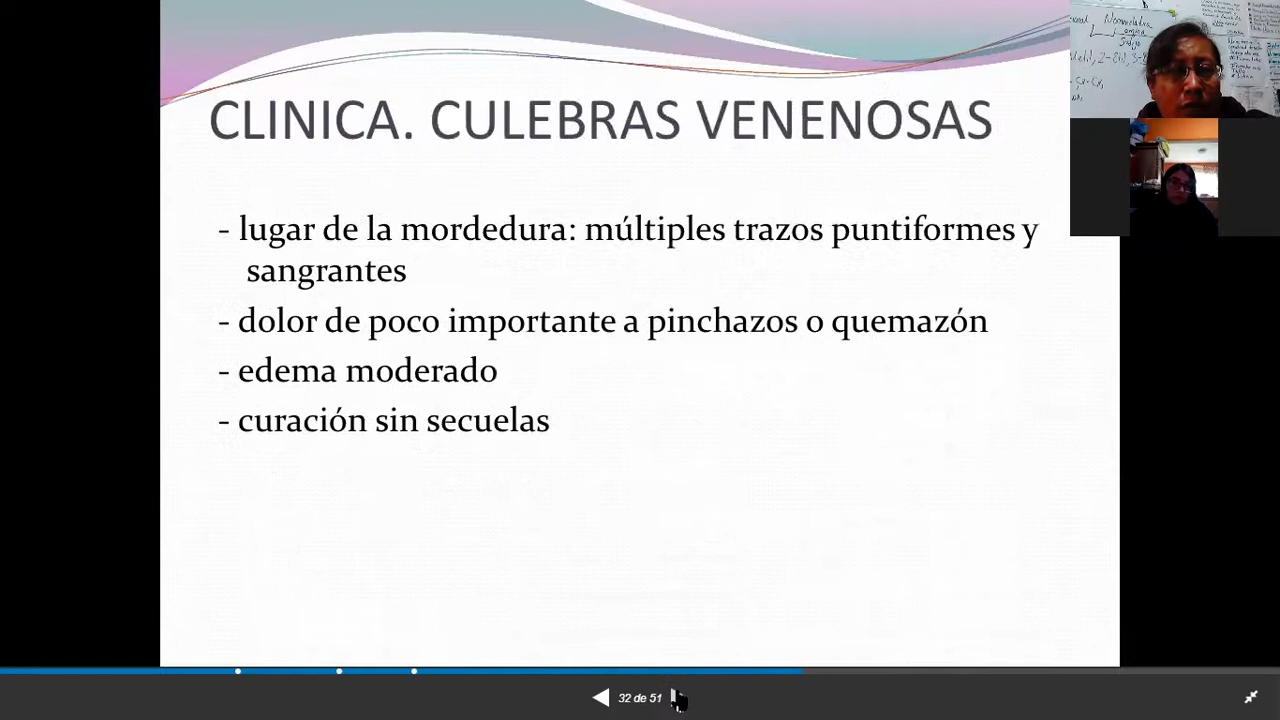 CLINICA. CULEBRAS VENENOSAS
- lugar de la mordedura: múltiples trazos puntiformes y
sangrantes
- dolor de poco importante a pinchazos o quemazón
- edema moderado
- curación sin secuelas
32 de 51